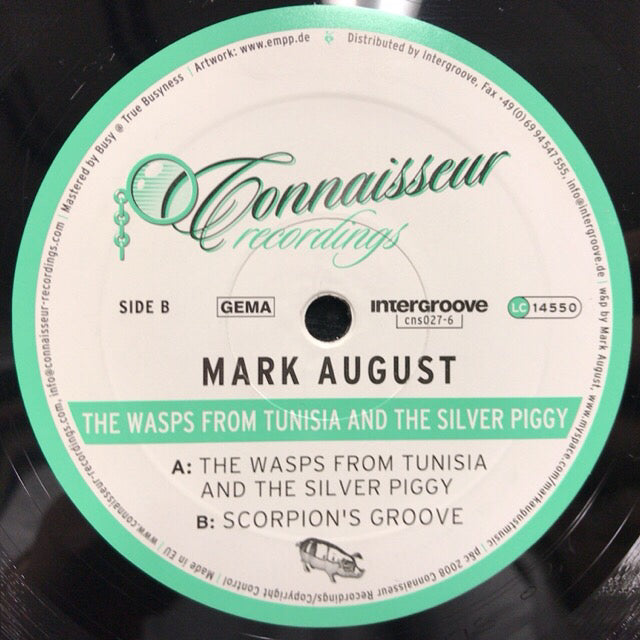 www.connaisseur-recordings.com, info@connaisseur-recordings.com | Mastered by Busy @ True Busyness | Artwork: www.empp.de
Distributed by Intergroove, Fax +49(0)69 94 547 555, info@intergroove.de | w&p by Mark August, www.myspace.com/markaugustmusic | p&c 2008 Connaisseur Recordings/Copyright Control | Made in EU |
Connaisseur
recordings
SIDE B GEMA intergroove LC 14550
cns027-6
MARK AUGUST
THE WASPS FROM TUNISIA AND THE SILVER PIGGY
A: THE WASPS FROM TUNISIA
AND THE SILVER PIGGY
B: SCORPION'S GROOVE